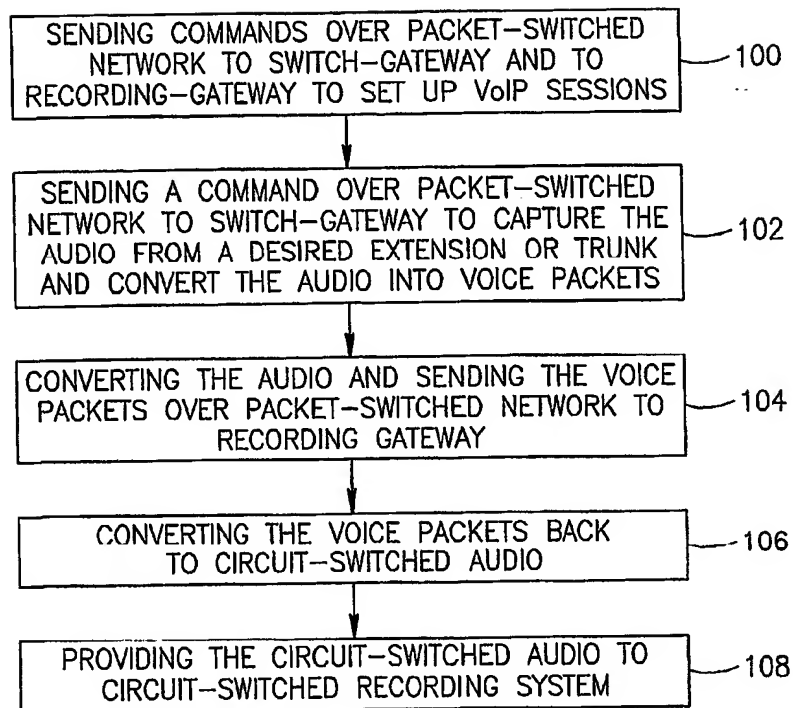 SENDING COMMANDS OVER PACKET-SWITCHED
NETWORK TO SWITCH-GATEWAY AND TO
RECORDING-GATEWAY TO SET UP VoIP SESSIONS
100
SENDING A COMMAND OVER PACKET-SWITCHED
NETWORK TO SWITCH-GATEWAY TO CAPTURE THE
AUDIO FROM A DESIRED EXTENSION OR TRUNK
AND CONVERT THE AUDIO INTO VOICE PACKETS
102
CONVERTING THE AUDIO AND SENDING THE VOICE
PACKETS OVER PACKET-SWITCHED NETWORK TO
RECORDING GATEWAY
104
CONVERTING THE VOICE PACKETS BACK
TO CIRCUIT-SWITCHED AUDIO
106
PROVIDING THE CIRCUIT-SWITCHED AUDIO TO
CIRCUIT-SWITCHED RECORDING SYSTEM
108